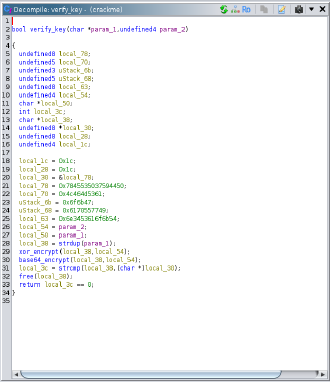 Decompile: verify_key - (crackme)
1
2 bool verify_key(char *param_1,undefined4 param_2)
3
4 {
5 undefined8 local_78;
6 undefined5 local_70;
7 undefined3 uStack_6b;
8 undefined5 uStack_68;
9 undefined8 local_63;
10 undefined4 local_54;
11 char *local_50;
12 int local_3c;
13 char *local_38;
14 undefined8 *local_30;
15 undefined8 local_28;
16 undefined4 local_1c;
17
18 local_1c = 0x1c;
19 local_28 = 0x1c;
20 local_30 = &local_78;
21 local_78 = 0x7845535037594450;
22 local_70 = 0x4c464d5361;
23 uStack_6b = 0x6f6b47;
24 uStack_68 = 0x6170557749;
25 local_63 = 0x6e3453616f6b54;
26 local_54 = param_2;
27 local_50 = param_1;
28 local_38 = strdup(param_1);
29 xor_encrypt(local_38,local_54);
30 base64_encrypt(local_38,local_54);
31 local_3c = strcmp(local_38,(char *)local_30);
32 free(local_38);
33 return local_3c == 0;
34 }
35